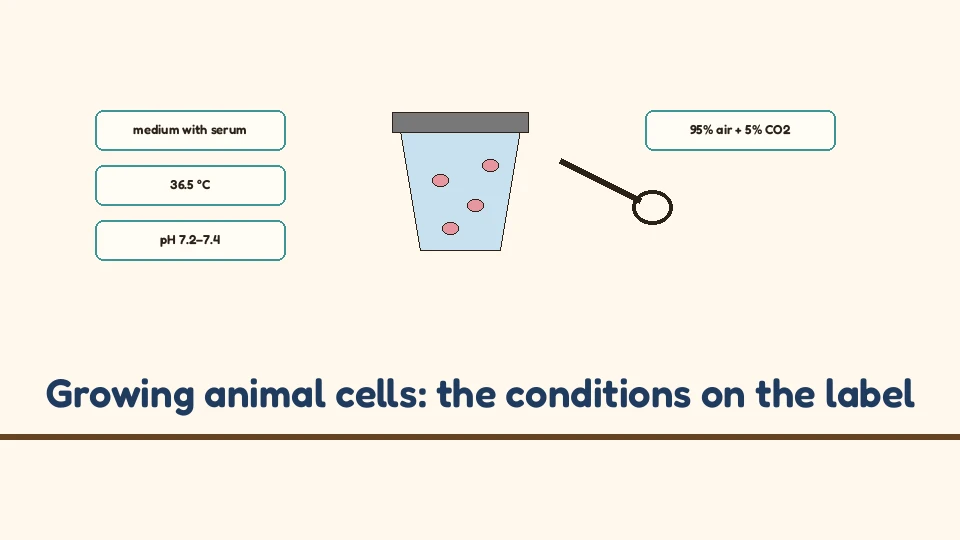 medium with serum
36.5 °C
pH 7.2–7.4
95% air + 5% CO2
Growing animal cells: the conditions on the label